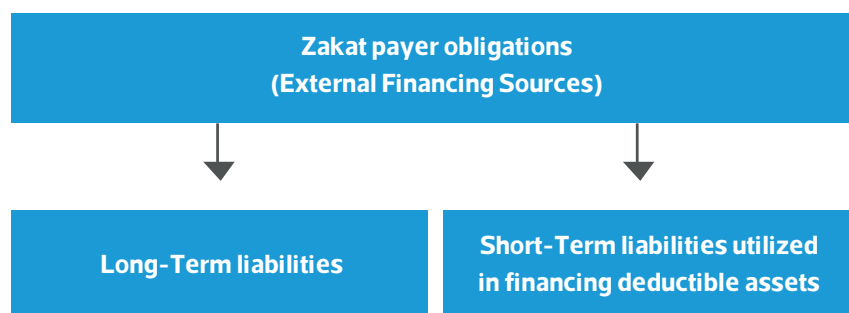 Zakat payer obligations
(External Financing Sources)
Long-Term liabilities
Short-Term liabilities utilized
in financing deductible assets